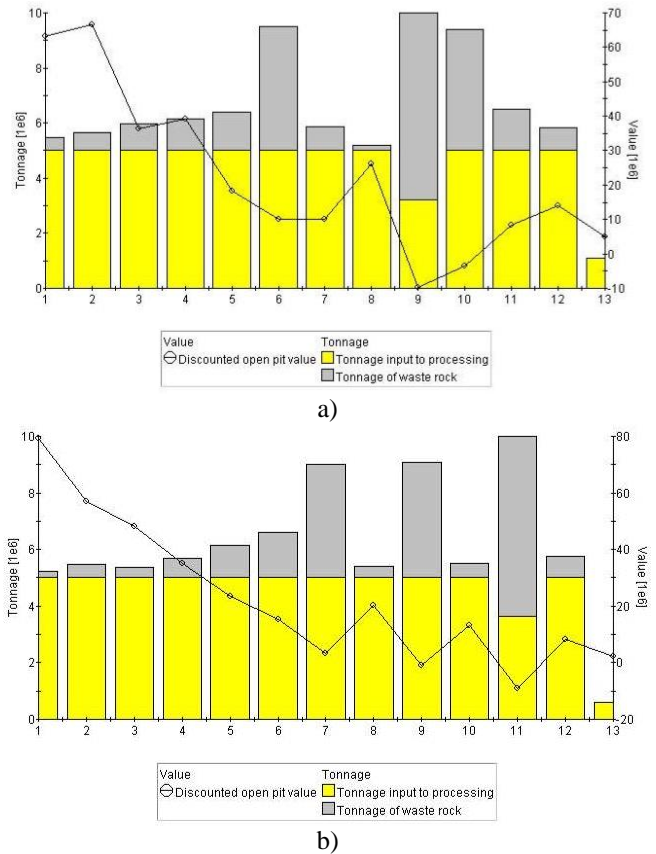 10
8
6
4
2
0
Tonnage [1e6]
70
60
50
40
30
20
10
0
-10
Value [1e6]
1 2 3 4 5 6 7 8 9 10 11 12 13
Value Tonnage
Discounted open pit value Tonnage input to processing
Tonnage of waste rock
a)
10
8
6
4
2
0
Tonnage [1e6]
80
60
40
20
0
-20
Value [1e6]
1 2 3 4 5 6 7 8 9 10 11 12 13
Value Tonnage
Discounted open pit value Tonnage input to processing
Tonnage of waste rock
b)